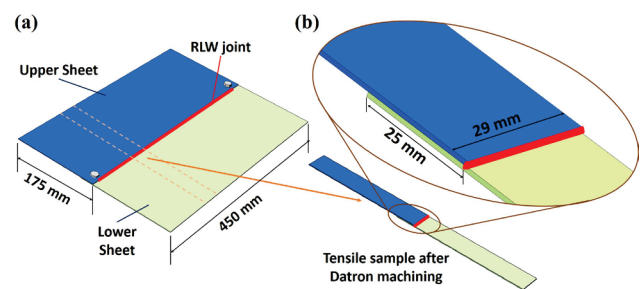 (a)
RLW joint
Upper Sheet
175 mm
Lower
Sheet
450 mm
(b)
29 mm
25 mm
Tensile sample after
Datron machining